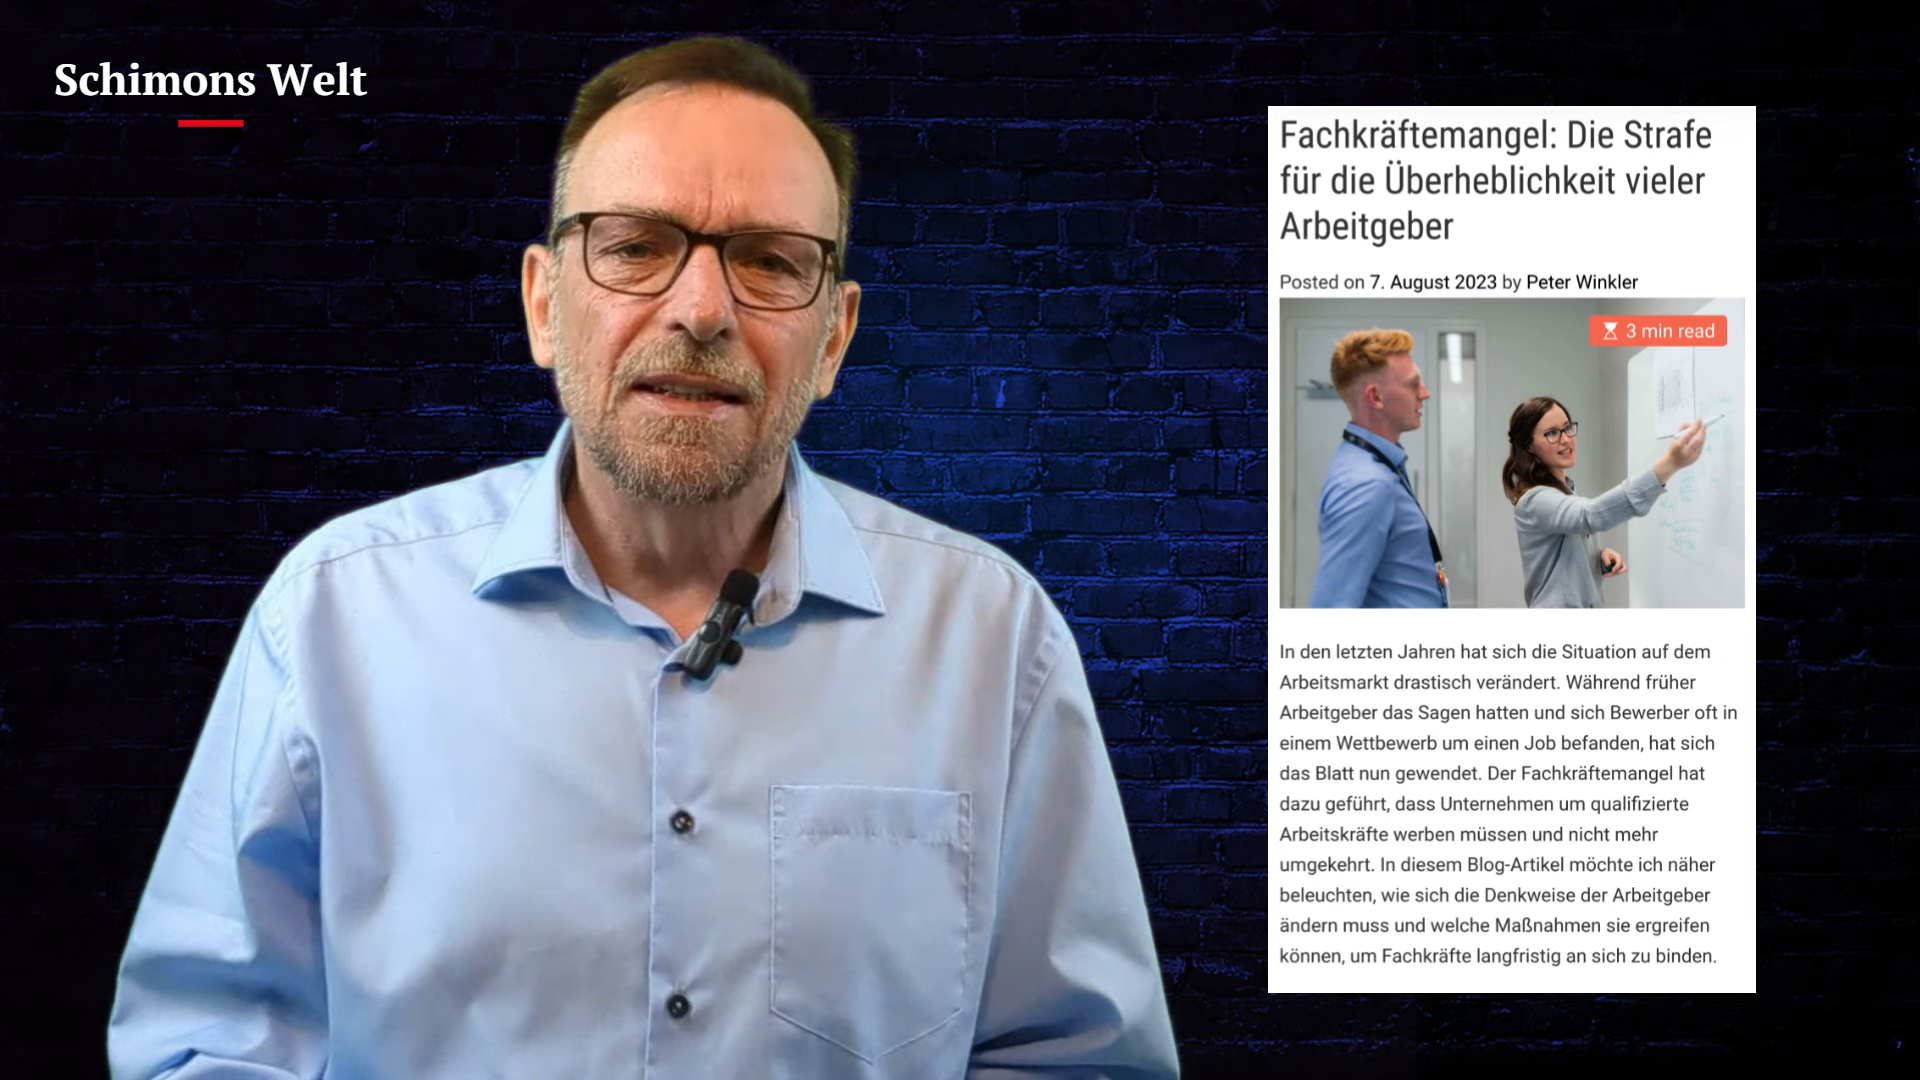 Schimons Welt
Fachkräftemangel: Die Strafe
für die Überheblichkeit vieler
Arbeitgeber
Posted on 7. August 2023 by Peter Winkler
3 min read
In den letzten Jahren hat sich die Situation auf dem
Arbeitsmarkt drastisch verändert. Während früher
Arbeitgeber das Sagen hatten und sich Bewerber oft in
einem Wettbewerb um einen Job befanden, hat sich
das Blatt nun gewendet. Der Fachkräftemangel hat
dazu geführt, dass Unternehmen um qualifizierte
Arbeitskräfte werben müssen und nicht mehr
umgekehrt. In diesem Blog-Artikel möchte ich näher
beleuchten, wie sich die Denkweise der Arbeitgeber
ändern muss und welche Maßnahmen sie ergreifen
können, um Fachkräfte langfristig an sich zu binden.